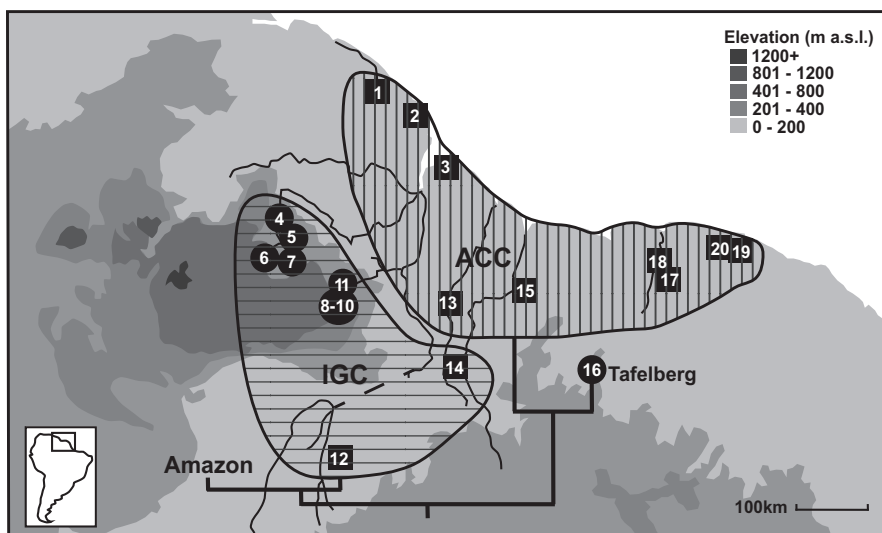 Elevation (m a.s.l.)
1200+
801 - 1200
401 - 800
201 - 400
0 - 200
1
2
3
4
5
6
7
11
8-10
ACC
13
15
18
17
20
19
IGC
14
16
Tafelberg
12
Amazon
100km